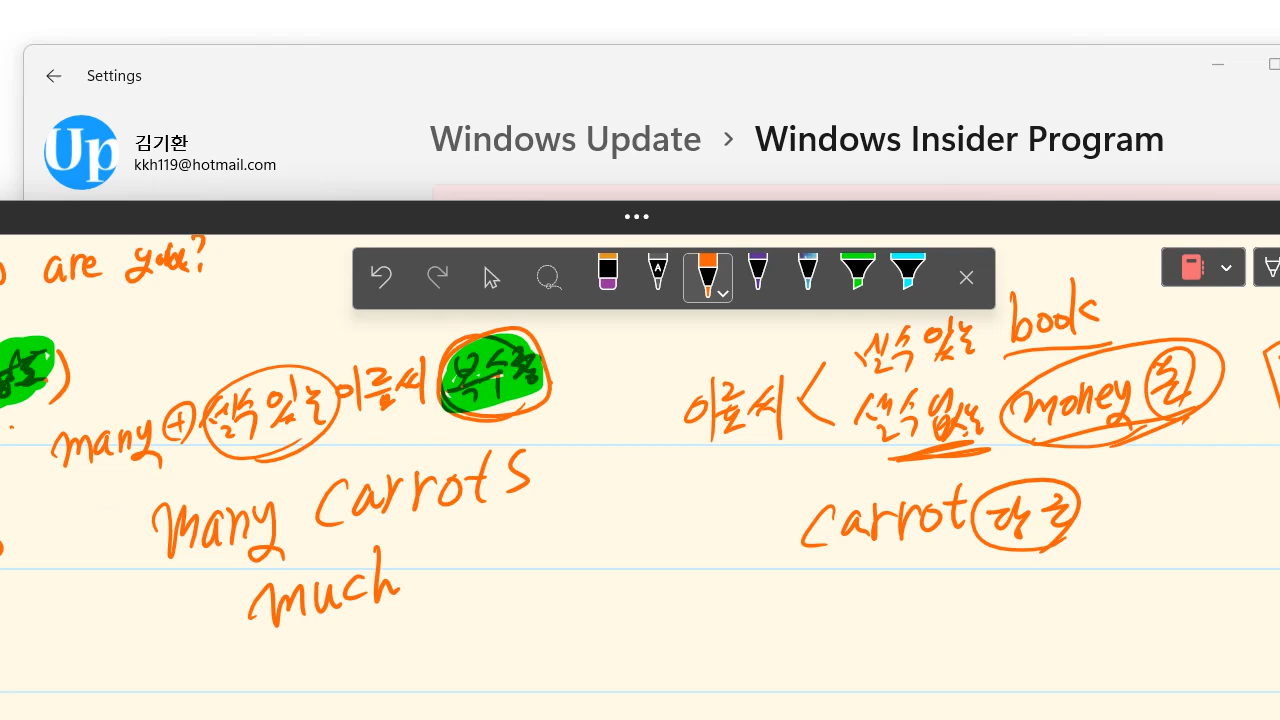 Settings
김기환
kkh119@hotmail.com
Windows Update > Windows Insider Program
are you?
many + 셀수 있는 이름씨 복수형
이름씨 < 셀수 있는 book
셀수 없는 money 돈
many carrots
carrot 당근
much